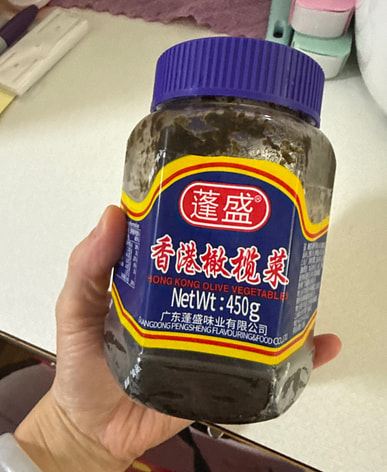 蓬盛®
香港橄榄菜
HONG KONG OLIVE VEGETABLES
Net Wt: 450g
广东蓬盛味业有限公司
GUANGDONG PENGSHENG FLAVOURING&FOOD CO.,LTD